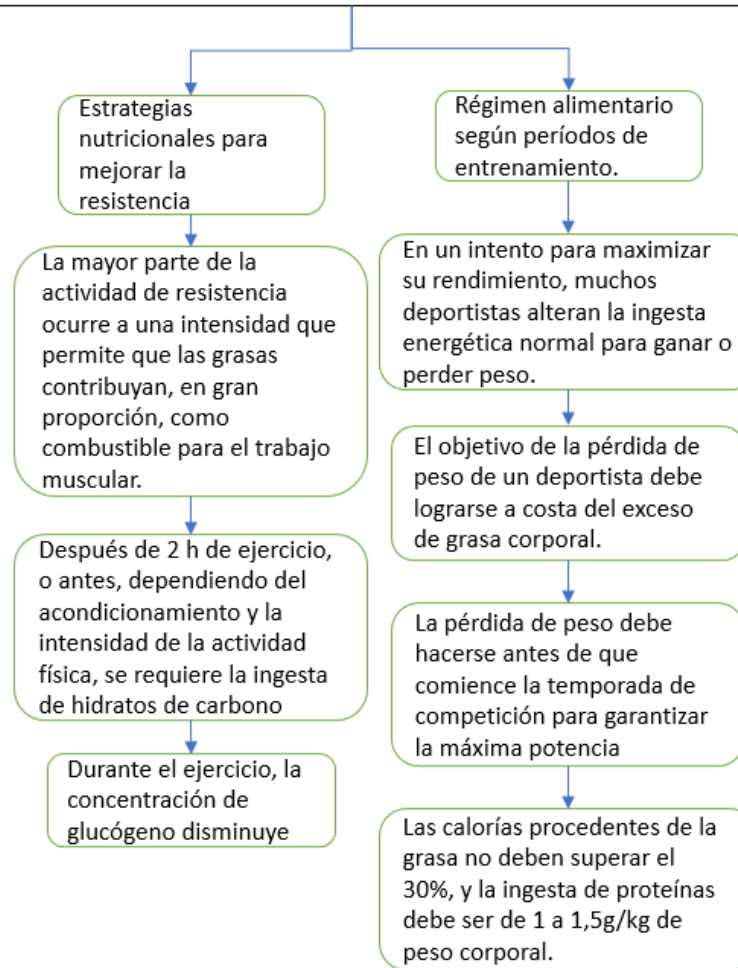 Estrategias
nutricionales para
mejorar la
resistencia
La mayor parte de la
actividad de resistencia
ocurre a una intensidad que
permite que las grasas
contribuyan, en gran
proporción, como
combustible para el trabajo
muscular.
Después de 2 h de ejercicio,
o antes, dependiendo del
acondicionamiento y la
intensidad de la actividad
física, se requiere la ingesta
de hidratos de carbono
Durante el ejercicio, la
concentración de
glucógeno disminuye
Régimen alimentario
según períodos de
entrenamiento.
En un intento para maximizar
su rendimiento, muchos
deportistas alteran la ingesta
energética normal para ganar o
perder peso.
El objetivo de la pérdida de
peso de un deportista debe
lograrse a costa del exceso
de grasa corporal.
La pérdida de peso debe
hacerse antes de que
comience la temporada de
competición para garantizar
la máxima potencia
Las calorías procedentes de la
grasa no deben superar el
30%, y la ingesta de proteínas
debe ser de 1 a 1,5g/kg de
peso corporal.